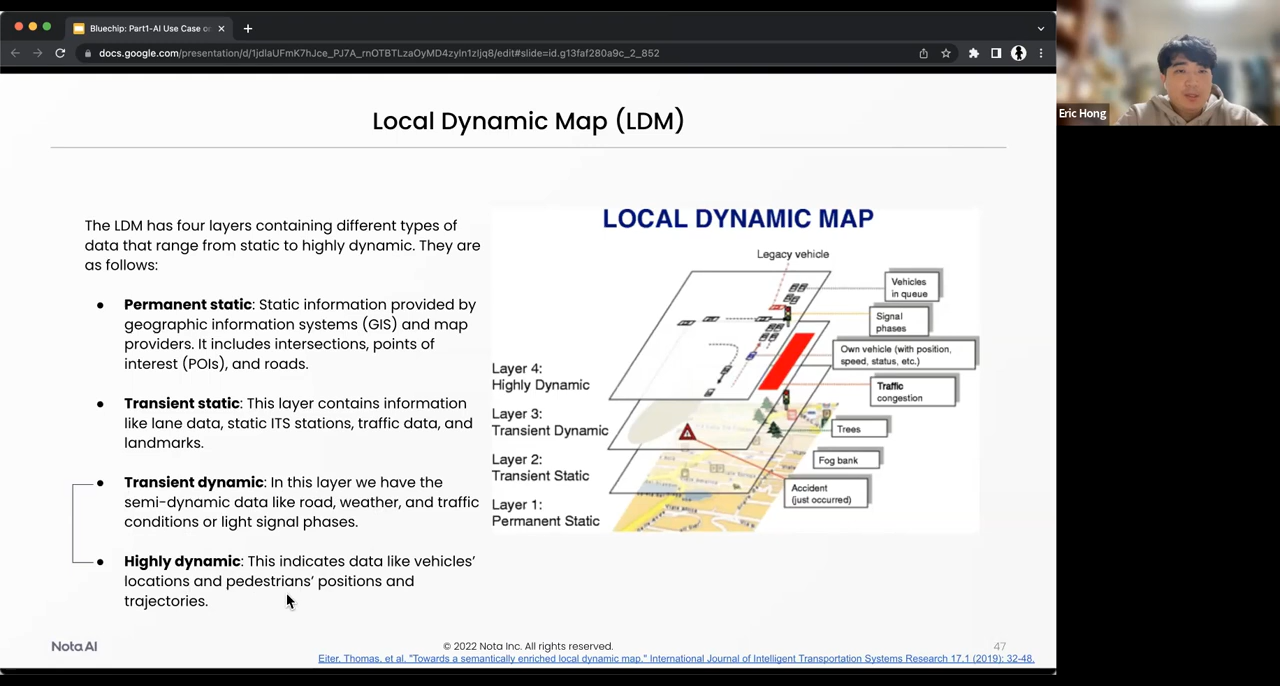 Bluechip: Part1-AI Use Case o
docs.google.com/presentation/d/1jdlaUFmK7hJce_PJ7A_rnOTBTLzaOyMD4zyln1zljq8/edit#slide=id.g13faf280a9c_2_852
Eric Hong
Local Dynamic Map (LDM)
The LDM has four layers containing different types of
data that range from static to highly dynamic. They are
as follows:
● Permanent static: Static information provided by
geographic information systems (GIS) and map
providers. It includes intersections, points of
interest (POIs), and roads.
● Transient static: This layer contains information
like lane data, static ITS stations, traffic data, and
landmarks.
● Transient dynamic: In this layer we have the
semi-dynamic data like road, weather, and traffic
conditions or light signal phases.
● Highly dynamic: This indicates data like vehicles’
locations and pedestrians’ positions and
trajectories.
LOCAL DYNAMIC MAP
Legacy vehicle
Vehicles
in queue
Signal
phases
Own vehicle (with position,
speed, status, etc.)
Traffic
congestion
Trees
Fog bank
Accident
(just occurred)
Layer 4:
Highly Dynamic
Layer 3:
Transient Dynamic
Layer 2:
Transient Static
Layer 1:
Permanent Static
Nota AI
© 2022 Nota Inc. All rights reserved.
47
Eiter, Thomas, et al. "Towards a semantically enriched local dynamic map." International Journal of Intelligent Transportation Systems Research 17.1 (2019): 32-48.